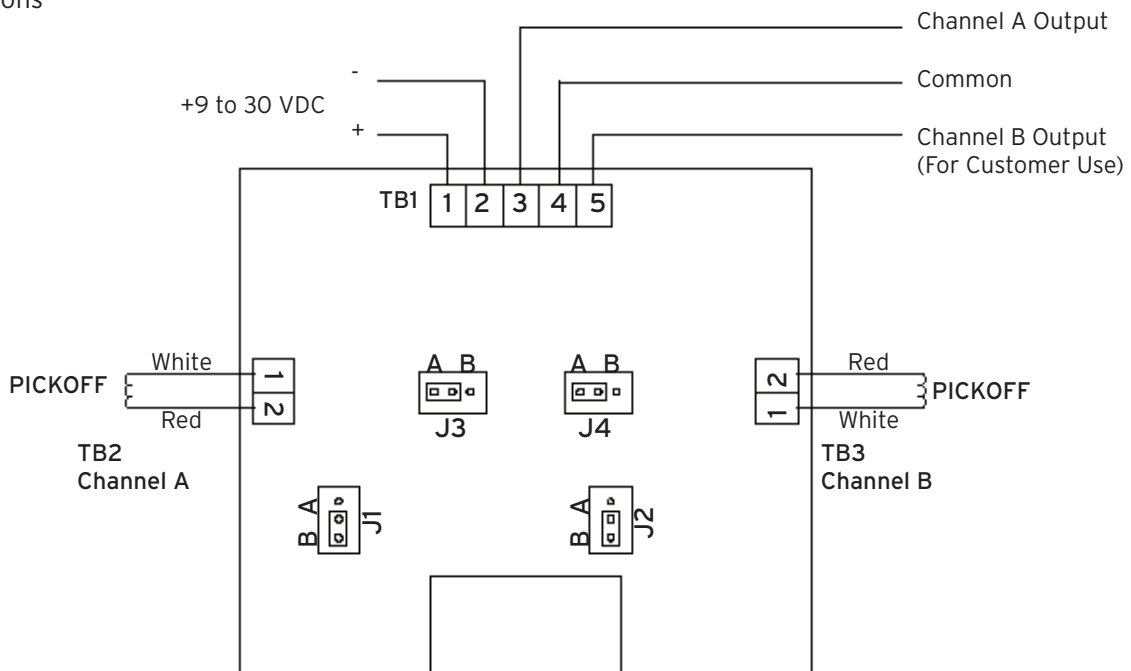 ons
Channel A Output
-
Common
+9 to 30 VDC
+
Channel B Output
(For Customer Use)
TB1 1 2 3 4 5
White
PICKOFF
Red
1
2
TB2
Channel A
A B
J3
A B
J4
Red
PICKOFF
White
2
1
TB3
Channel B
A
B
J1
A
B
J2